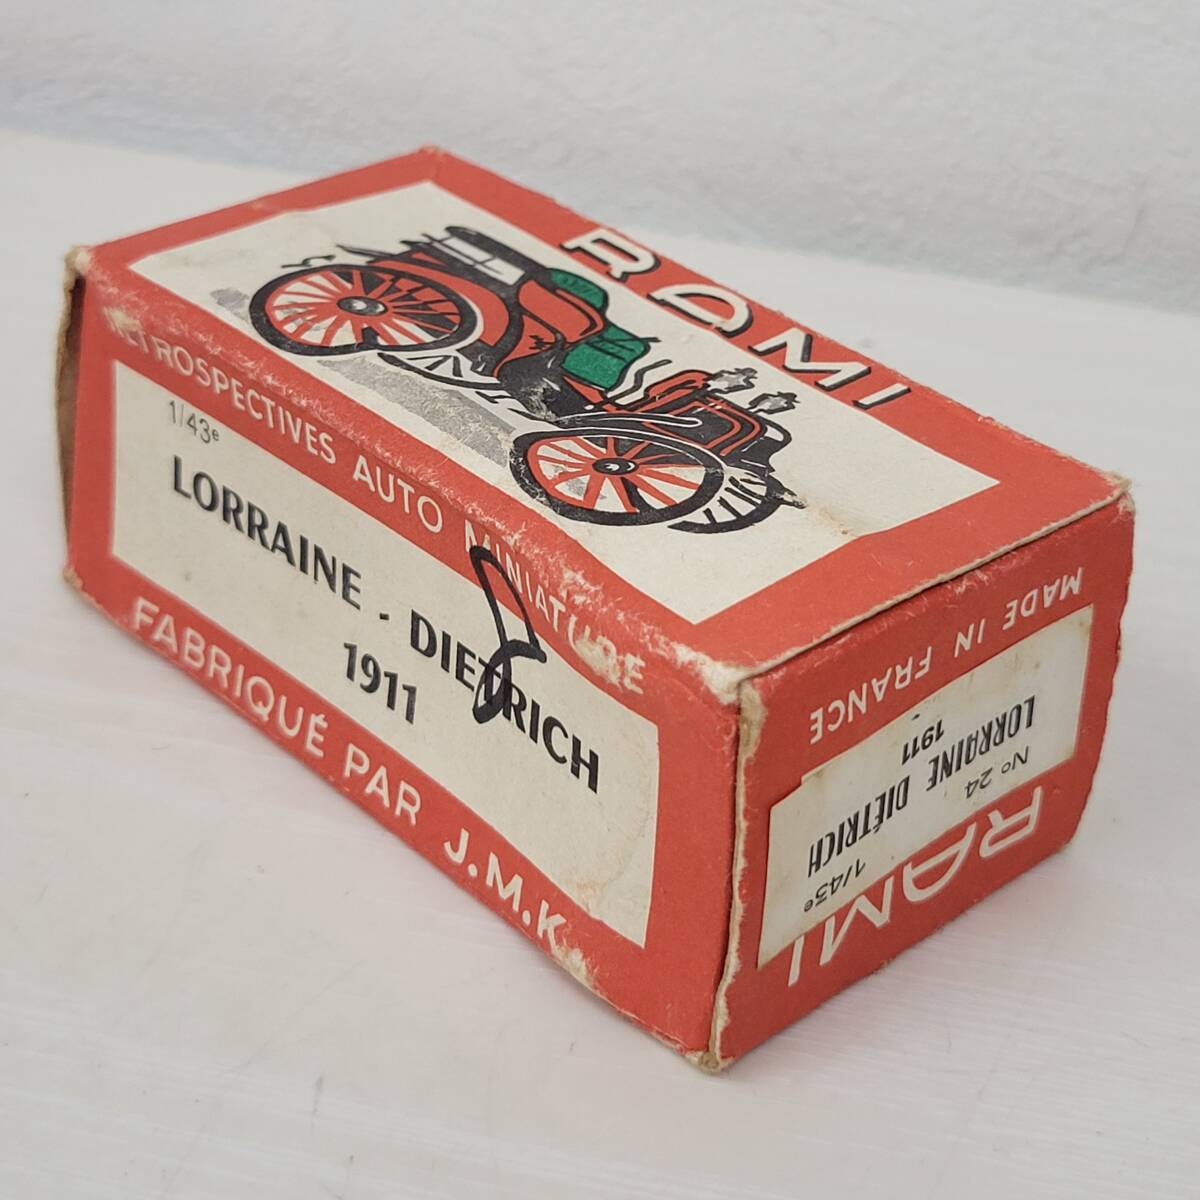 RAMI
RETROSPECTIVES AUTO MINIATURE
1/43e
LORRAINE - DIETRICH
1911
FABRIQUÉ PAR J.M.K.
MADE IN FRANCE
Nº 24
1/43e
LORRAINE DIÉTRICH
1911
RAMI